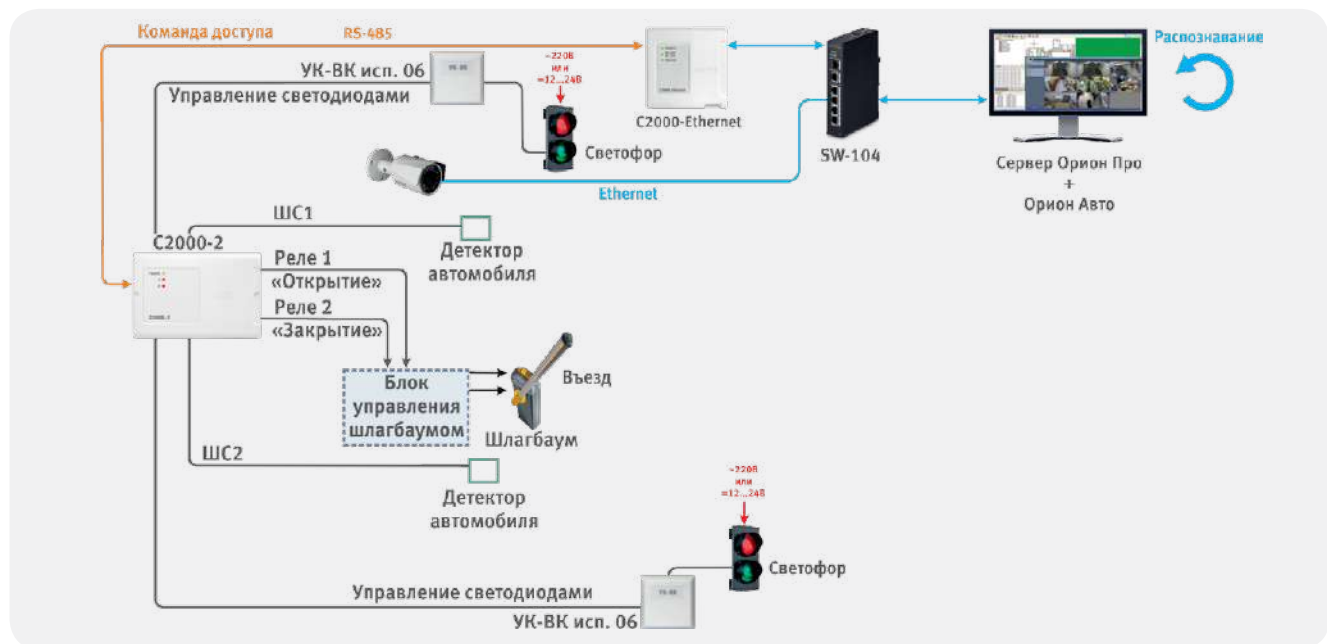 Команда доступа
RS-485
УК-ВК исп. 06
Управление светодиодами
~220В
или
=12...24В
Светофор
C2000-Ethernet
SW-104
Распознавание
Сервер Орион Про
+
Орион Авто
Ethernet
ШС1
С2000-2
Детектор
автомобиля
Реле 1
«Открытие»
Реле 2
«Закрытие»
Блок
управления
шлагбаумом
Въезд
Шлагбаум
ШС2
Детектор
автомобиля
~220В
или
=12...24В
Светофор
Управление светодиодами
УК-ВК исп. 06